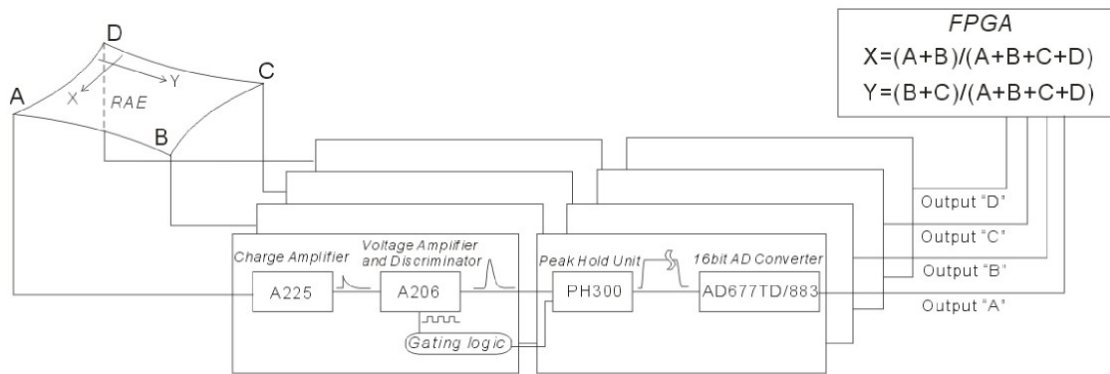 D
C
A
B
X
Y
RAE
FPGA
X=(A+B)/(A+B+C+D)
Y=(B+C)/(A+B+C+D)
Output "D"
Output "C"
Output "B"
Output "A"
Charge Amplifier
A225
Voltage Amplifier
and Discriminator
A206
Gating logic
Peak Hold Unit
PH300
16bit AD Converter
AD677TD/883